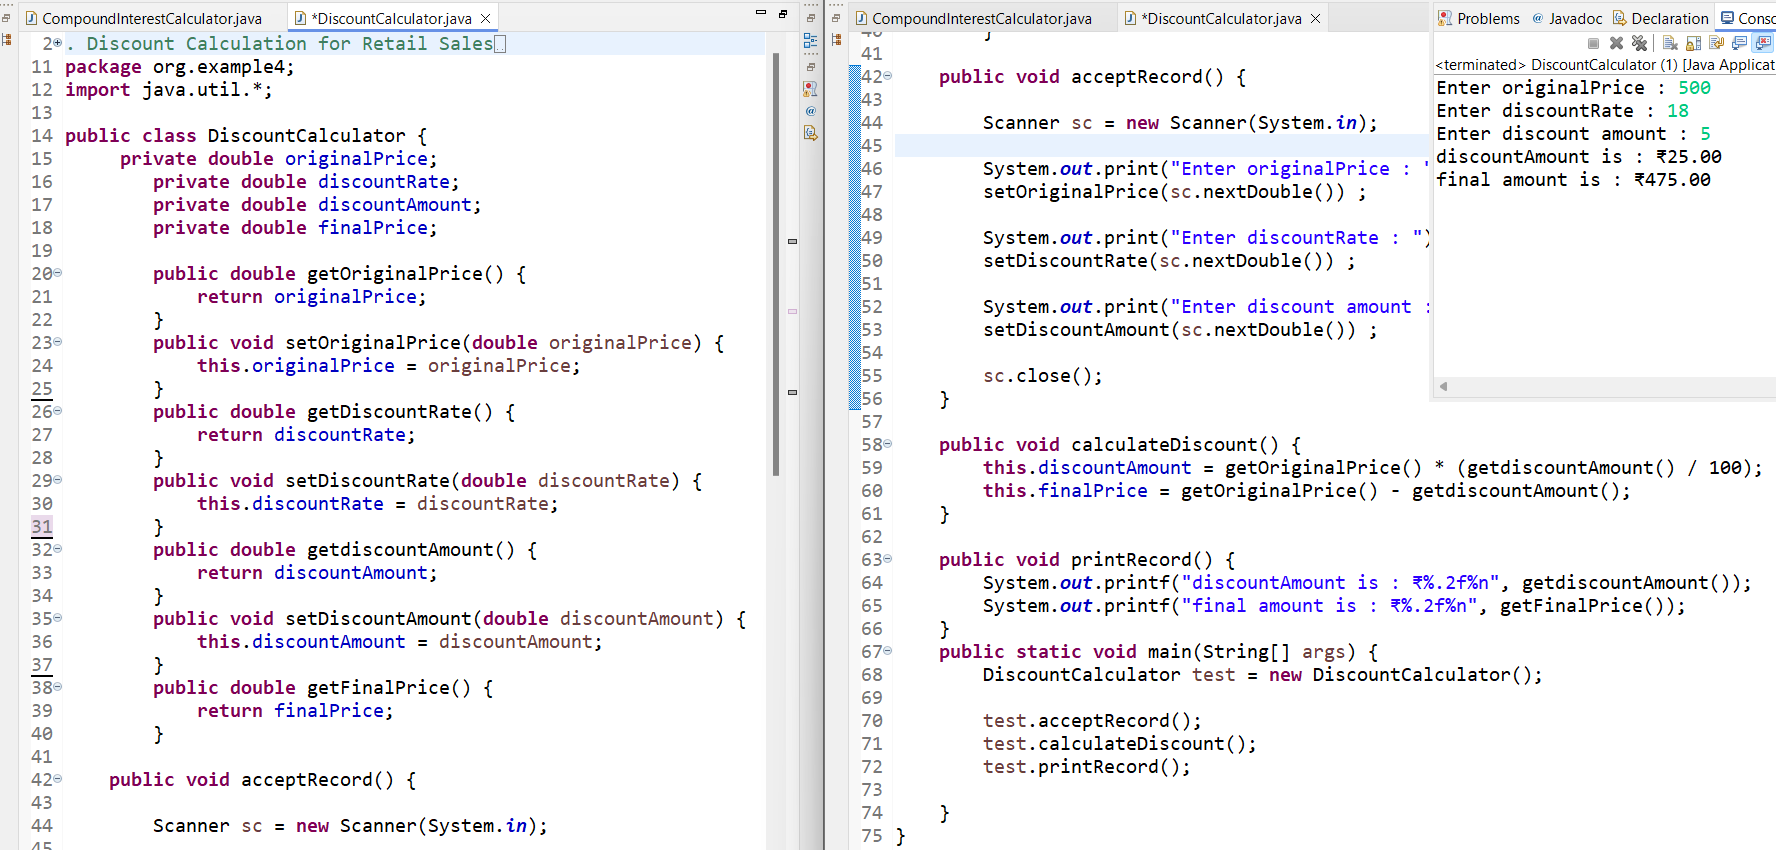 CompoundInterestCalculator.java
*DiscountCalculator.java
2 . Discount Calculation for Retail Sales
11 package org.example4;
12 import java.util.*;
13
14 public class DiscountCalculator {
15 private double originalPrice;
16 private double discountRate;
17 private double discountAmount;
18 private double finalPrice;
19
20 public double getOriginalPrice() {
21 return originalPrice;
22 }
23 public void setOriginalPrice(double originalPrice) {
24 this.originalPrice = originalPrice;
25 }
26 public double getDiscountRate() {
27 return discountRate;
28 }
29 public void setDiscountRate(double discountRate) {
30 this.discountRate = discountRate;
31 }
32 public double getdiscountAmount() {
33 return discountAmount;
34 }
35 public void setDiscountAmount(double discountAmount) {
36 this.discountAmount = discountAmount;
37 }
38 public double getFinalPrice() {
39 return finalPrice;
40 }
41
42 public void acceptRecord() {
43
44 Scanner sc = new Scanner(System.in);
45
CompoundInterestCalculator.java
*DiscountCalculator.java
40 }
41
42 public void acceptRecord() {
43
44 Scanner sc = new Scanner(System.in);
45
46 System.out.print("Enter originalPrice : "
47 setOriginalPrice(sc.nextDouble()) ;
48
49 System.out.print("Enter discountRate : ")
50 setDiscountRate(sc.nextDouble()) ;
51
52 System.out.print("Enter discount amount :
53 setDiscountAmount(sc.nextDouble()) ;
54
55 sc.close();
56 }
57
58 public void calculateDiscount() {
59 this.discountAmount = getOriginalPrice() * (getdiscountAmount() / 100);
60 this.finalPrice = getOriginalPrice() - getdiscountAmount();
61 }
62
63 public void printRecord() {
64 System.out.printf("discountAmount is : ₹%.2f%n", getdiscountAmount());
65 System.out.printf("final amount is : ₹%.2f%n", getFinalPrice());
66 }
67 public static void main(String[] args) {
68 DiscountCalculator test = new DiscountCalculator();
69
70 test.acceptRecord();
71 test.calculateDiscount();
72 test.printRecord();
73
74 }
75 }
Problems @ Javadoc Declaration Conso
<terminated> DiscountCalculator (1) [Java Applicat
Enter originalPrice : 500
Enter discountRate : 18
Enter discount amount : 5
discountAmount is : ₹25.00
final amount is : ₹475.00